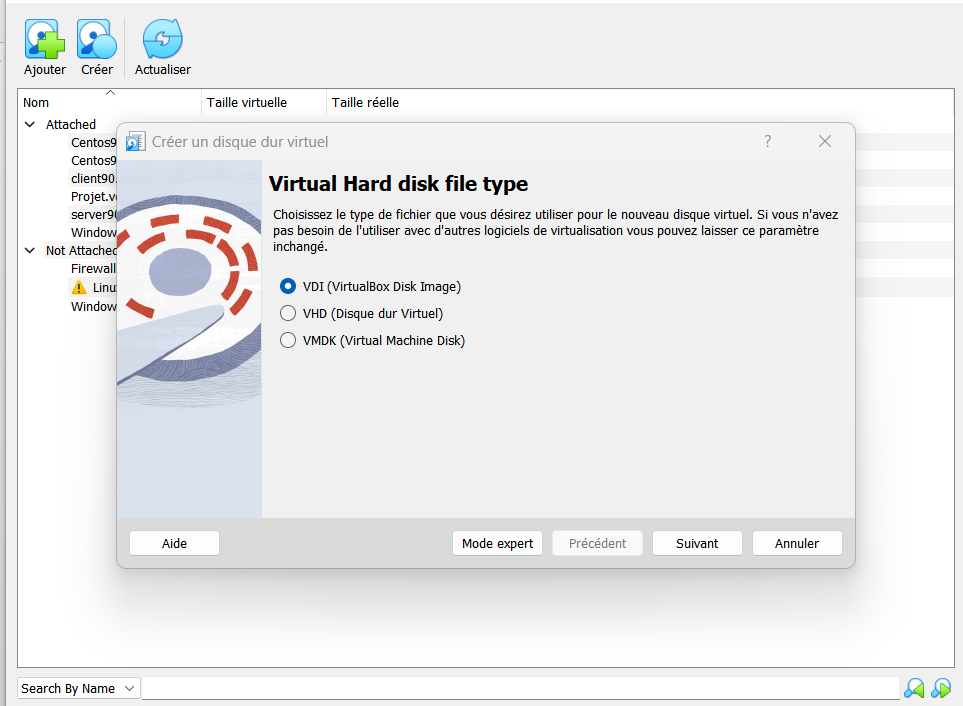 Ajouter Créer Actualiser
Nom Taille virtuelle Taille réelle
Attached
Centos9
Centos9
client90.
Projet.v
server90
Window
Not Attached
Firewall
Linu
Window
Créer un disque dur virtuel ?
Virtual Hard disk file type
Choisissez le type de fichier que vous désirez utiliser pour le nouveau disque virtuel. Si vous n'avez
pas besoin de l'utiliser avec d'autres logiciels de virtualisation vous pouvez laisser ce paramètre
inchangé.
VDI (VirtualBox Disk Image)
VHD (Disque dur Virtuel)
VMDK (Virtual Machine Disk)
Aide Mode expert Précédent Suivant Annuler
Search By Name